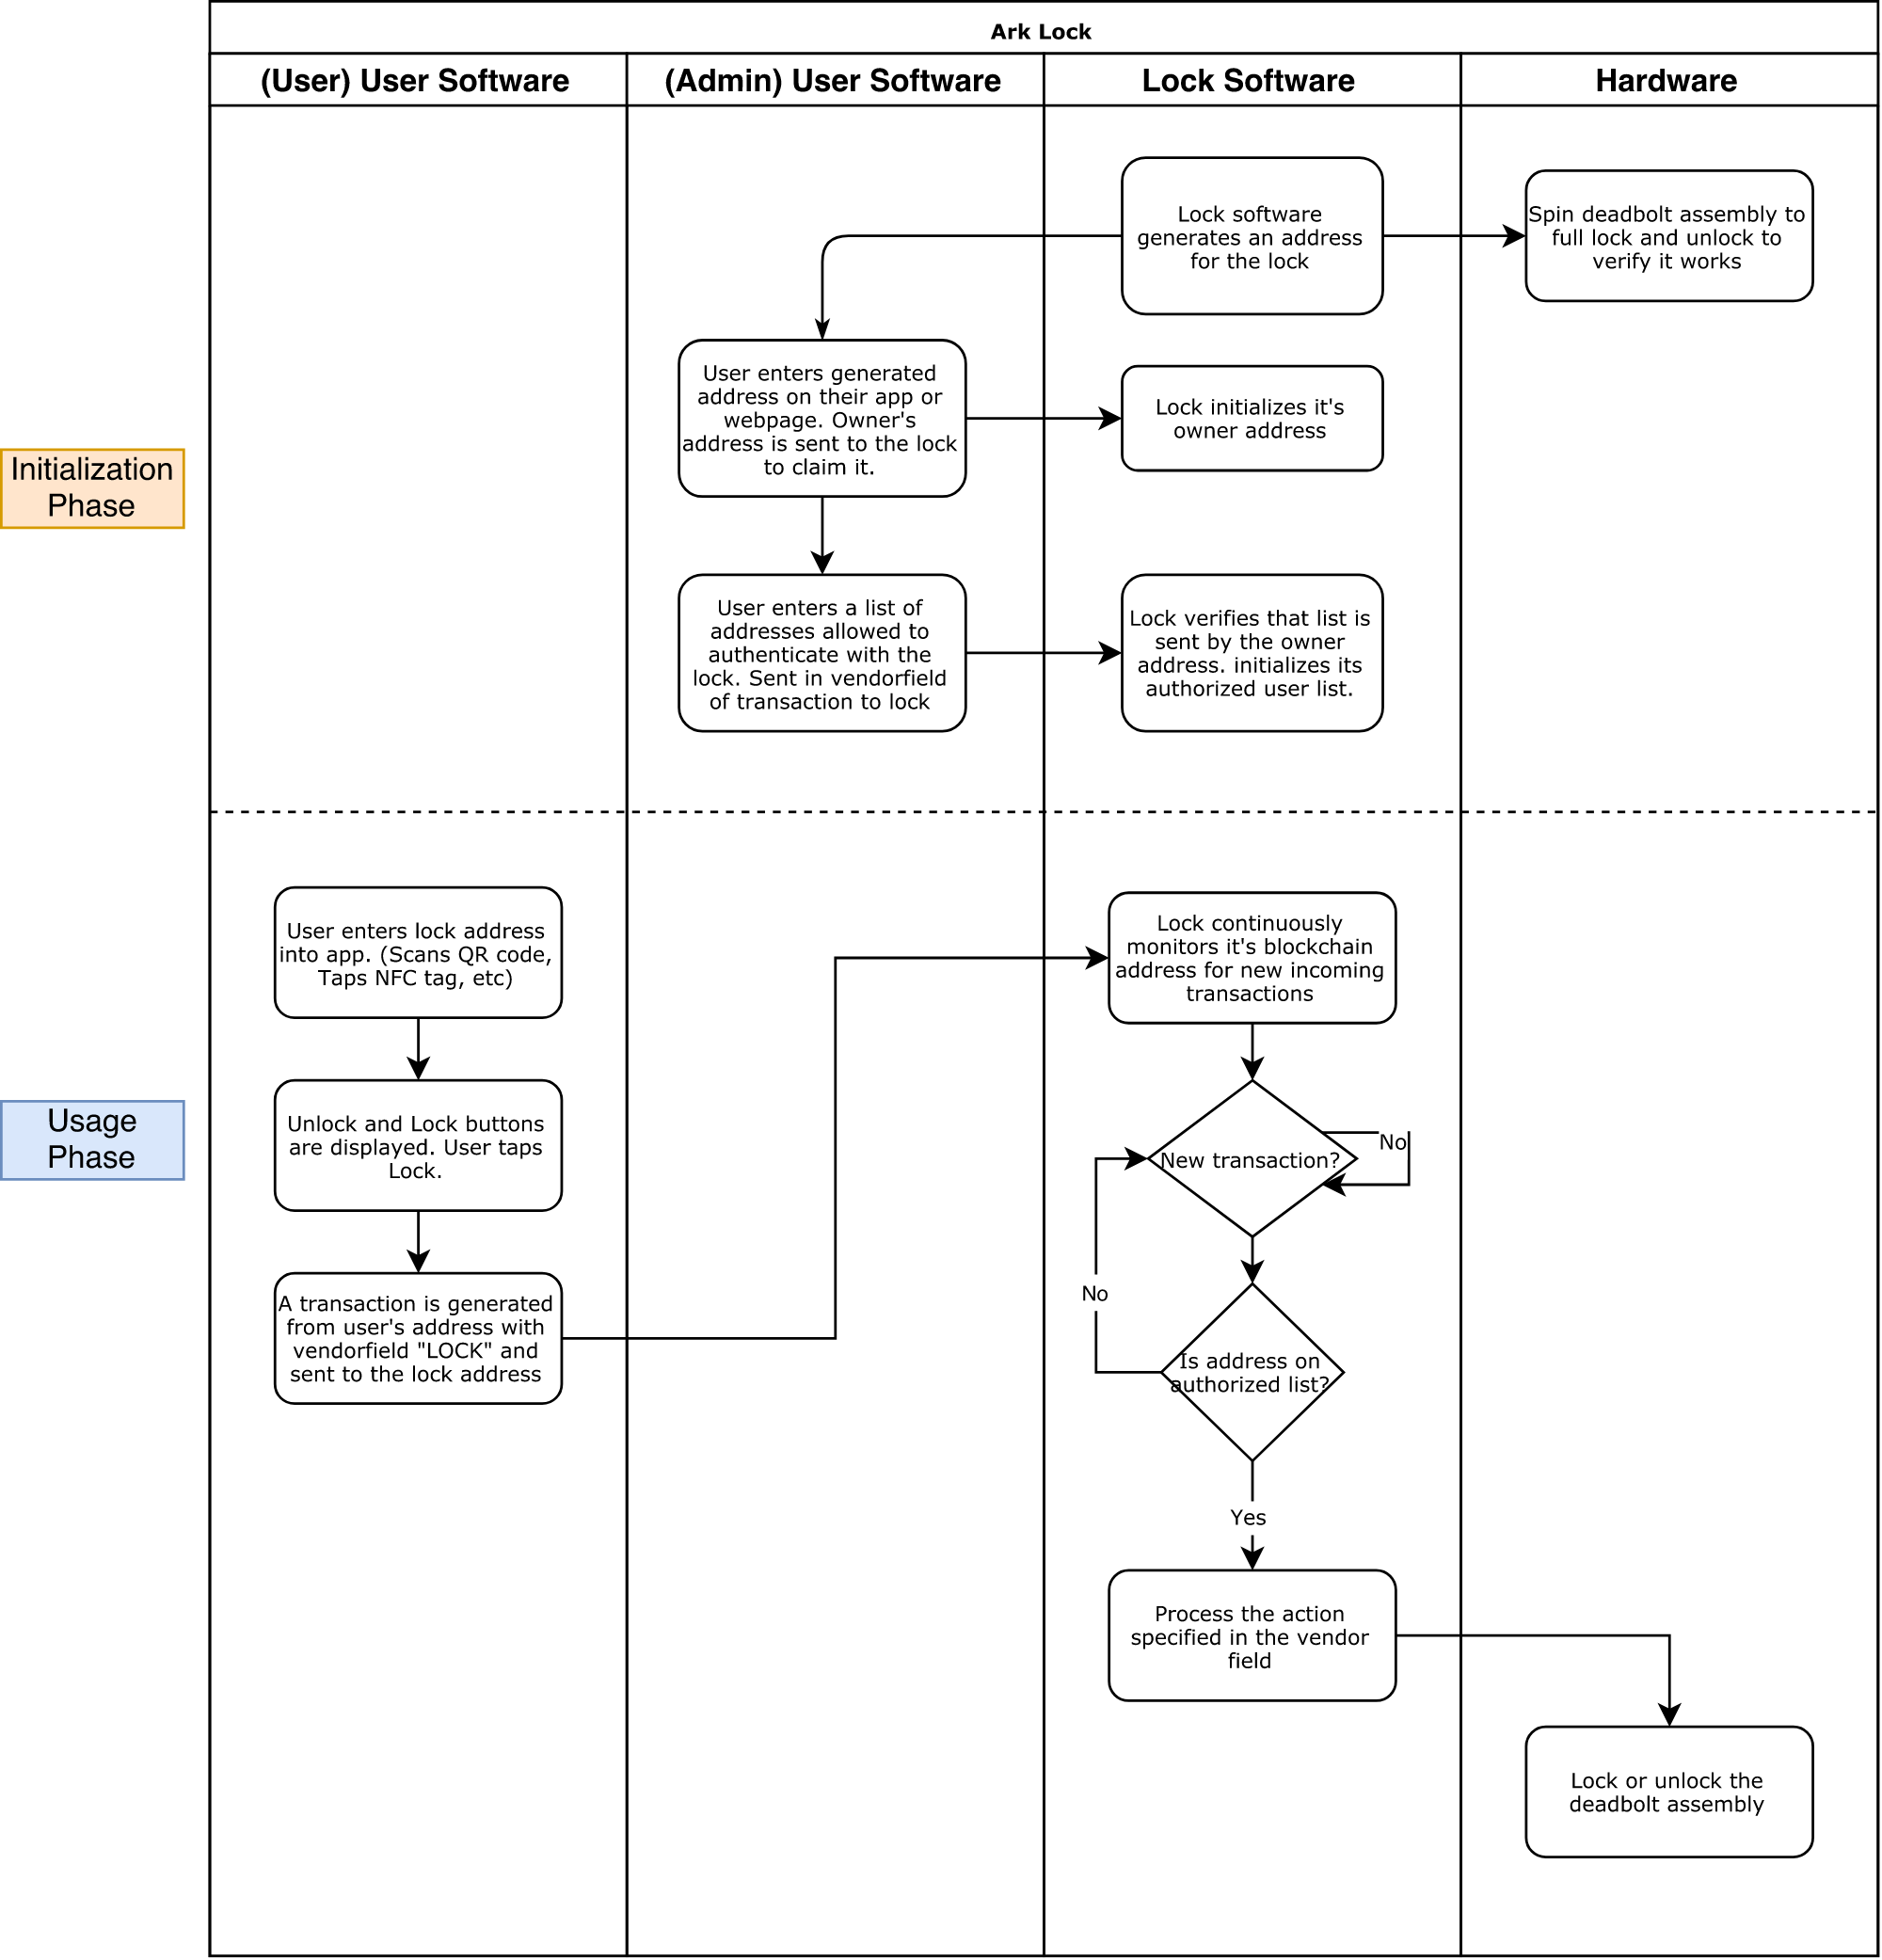 Ark Lock
(User) User Software
(Admin) User Software
Lock Software
Hardware
Initialization
Phase
Lock software
generates an address
for the lock
Spin deadbolt assembly to
full lock and unlock to
verify it works
User enters generated
address on their app or
webpage. Owner's
address is sent to the lock
to claim it.
Lock initializes it's
owner address
User enters a list of
addresses allowed to
authenticate with the
lock. Sent in vendorfield
of transaction to lock
Lock verifies that list is
sent by the owner
address. initializes its
authorized user list.
Usage
Phase
User enters lock address
into app. (Scans QR code,
Taps NFC tag, etc)
Unlock and Lock buttons
are displayed. User taps
Lock.
A transaction is generated
from user's address with
vendorfield "LOCK" and
sent to the lock address
Lock continuously
monitors it's blockchain
address for new incoming
transactions
New transaction?
No
No
Is address on
authorized list?
Yes
Process the action
specified in the vendor
field
Lock or unlock the
deadbolt assembly